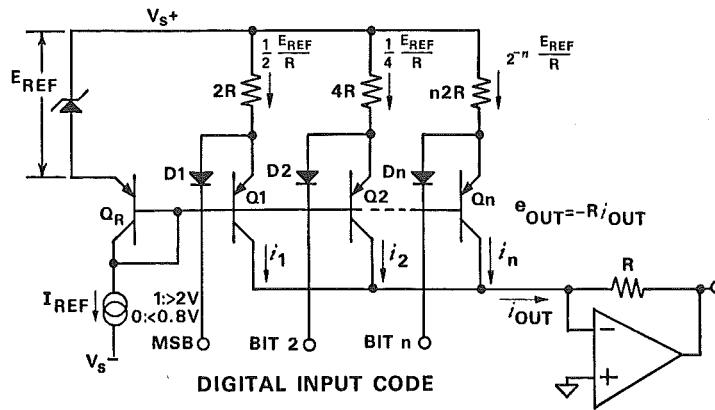 Vs+
1/2 EREF/R
1/4 EREF/R
2⁻ⁿ EREF/R
EREF
2R
4R
n2R
D1
D2
Dn
Q1
Q2
Qn
QR
eOUT=-RiOUT
i1
i2
in
R
IREF
1:>2V
0:<0.8V
iOUT
Vs-
MSB
BIT 2
BIT n
-
+
DIGITAL INPUT CODE